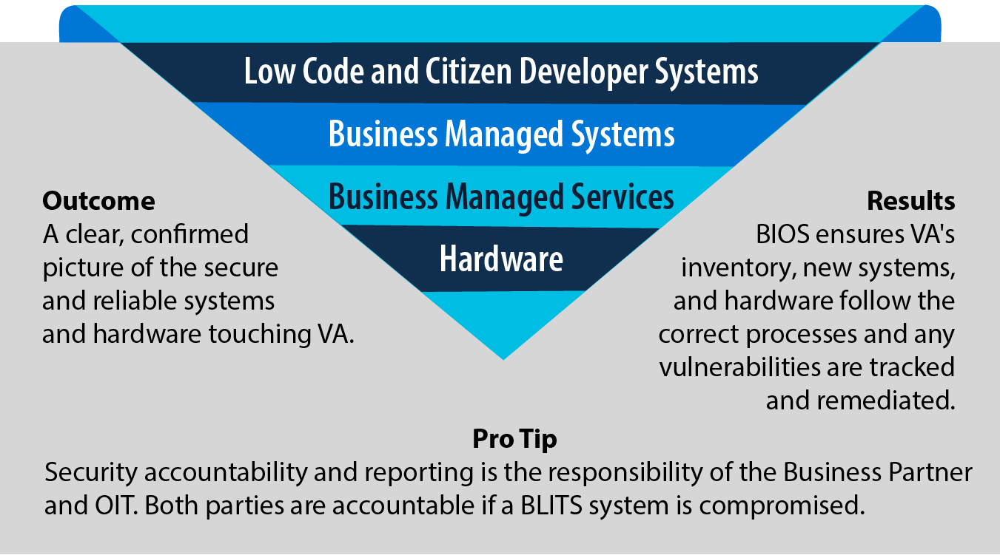 Low Code and Citizen Developer Systems
Business Managed Systems
Business Managed Services
Hardware
Outcome
A clear, confirmed
picture of the secure
and reliable systems
and hardware touching VA.
Results
BIOS ensures VA's
inventory, new systems,
and hardware follow the
correct processes and any
vulnerabilities are tracked
and remediated.
Pro Tip
Security accountability and reporting is the responsibility of the Business Partner
and OIT. Both parties are accountable if a BLITS system is compromised.